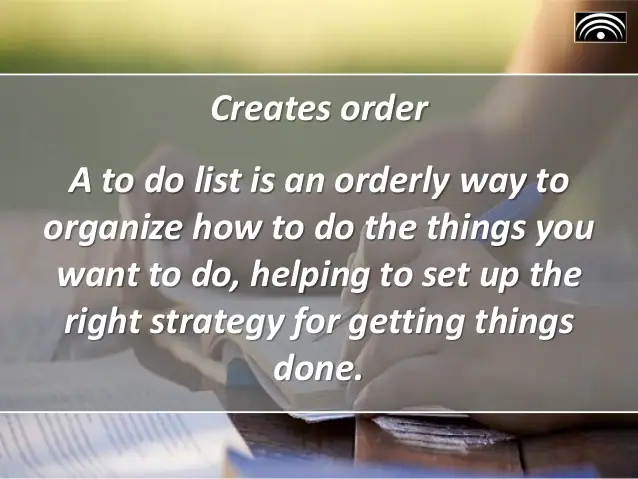 Creates order
A to do list is an orderly way to
organize how to do the things you
want to do, helping to set up the
right strategy for getting things
done.